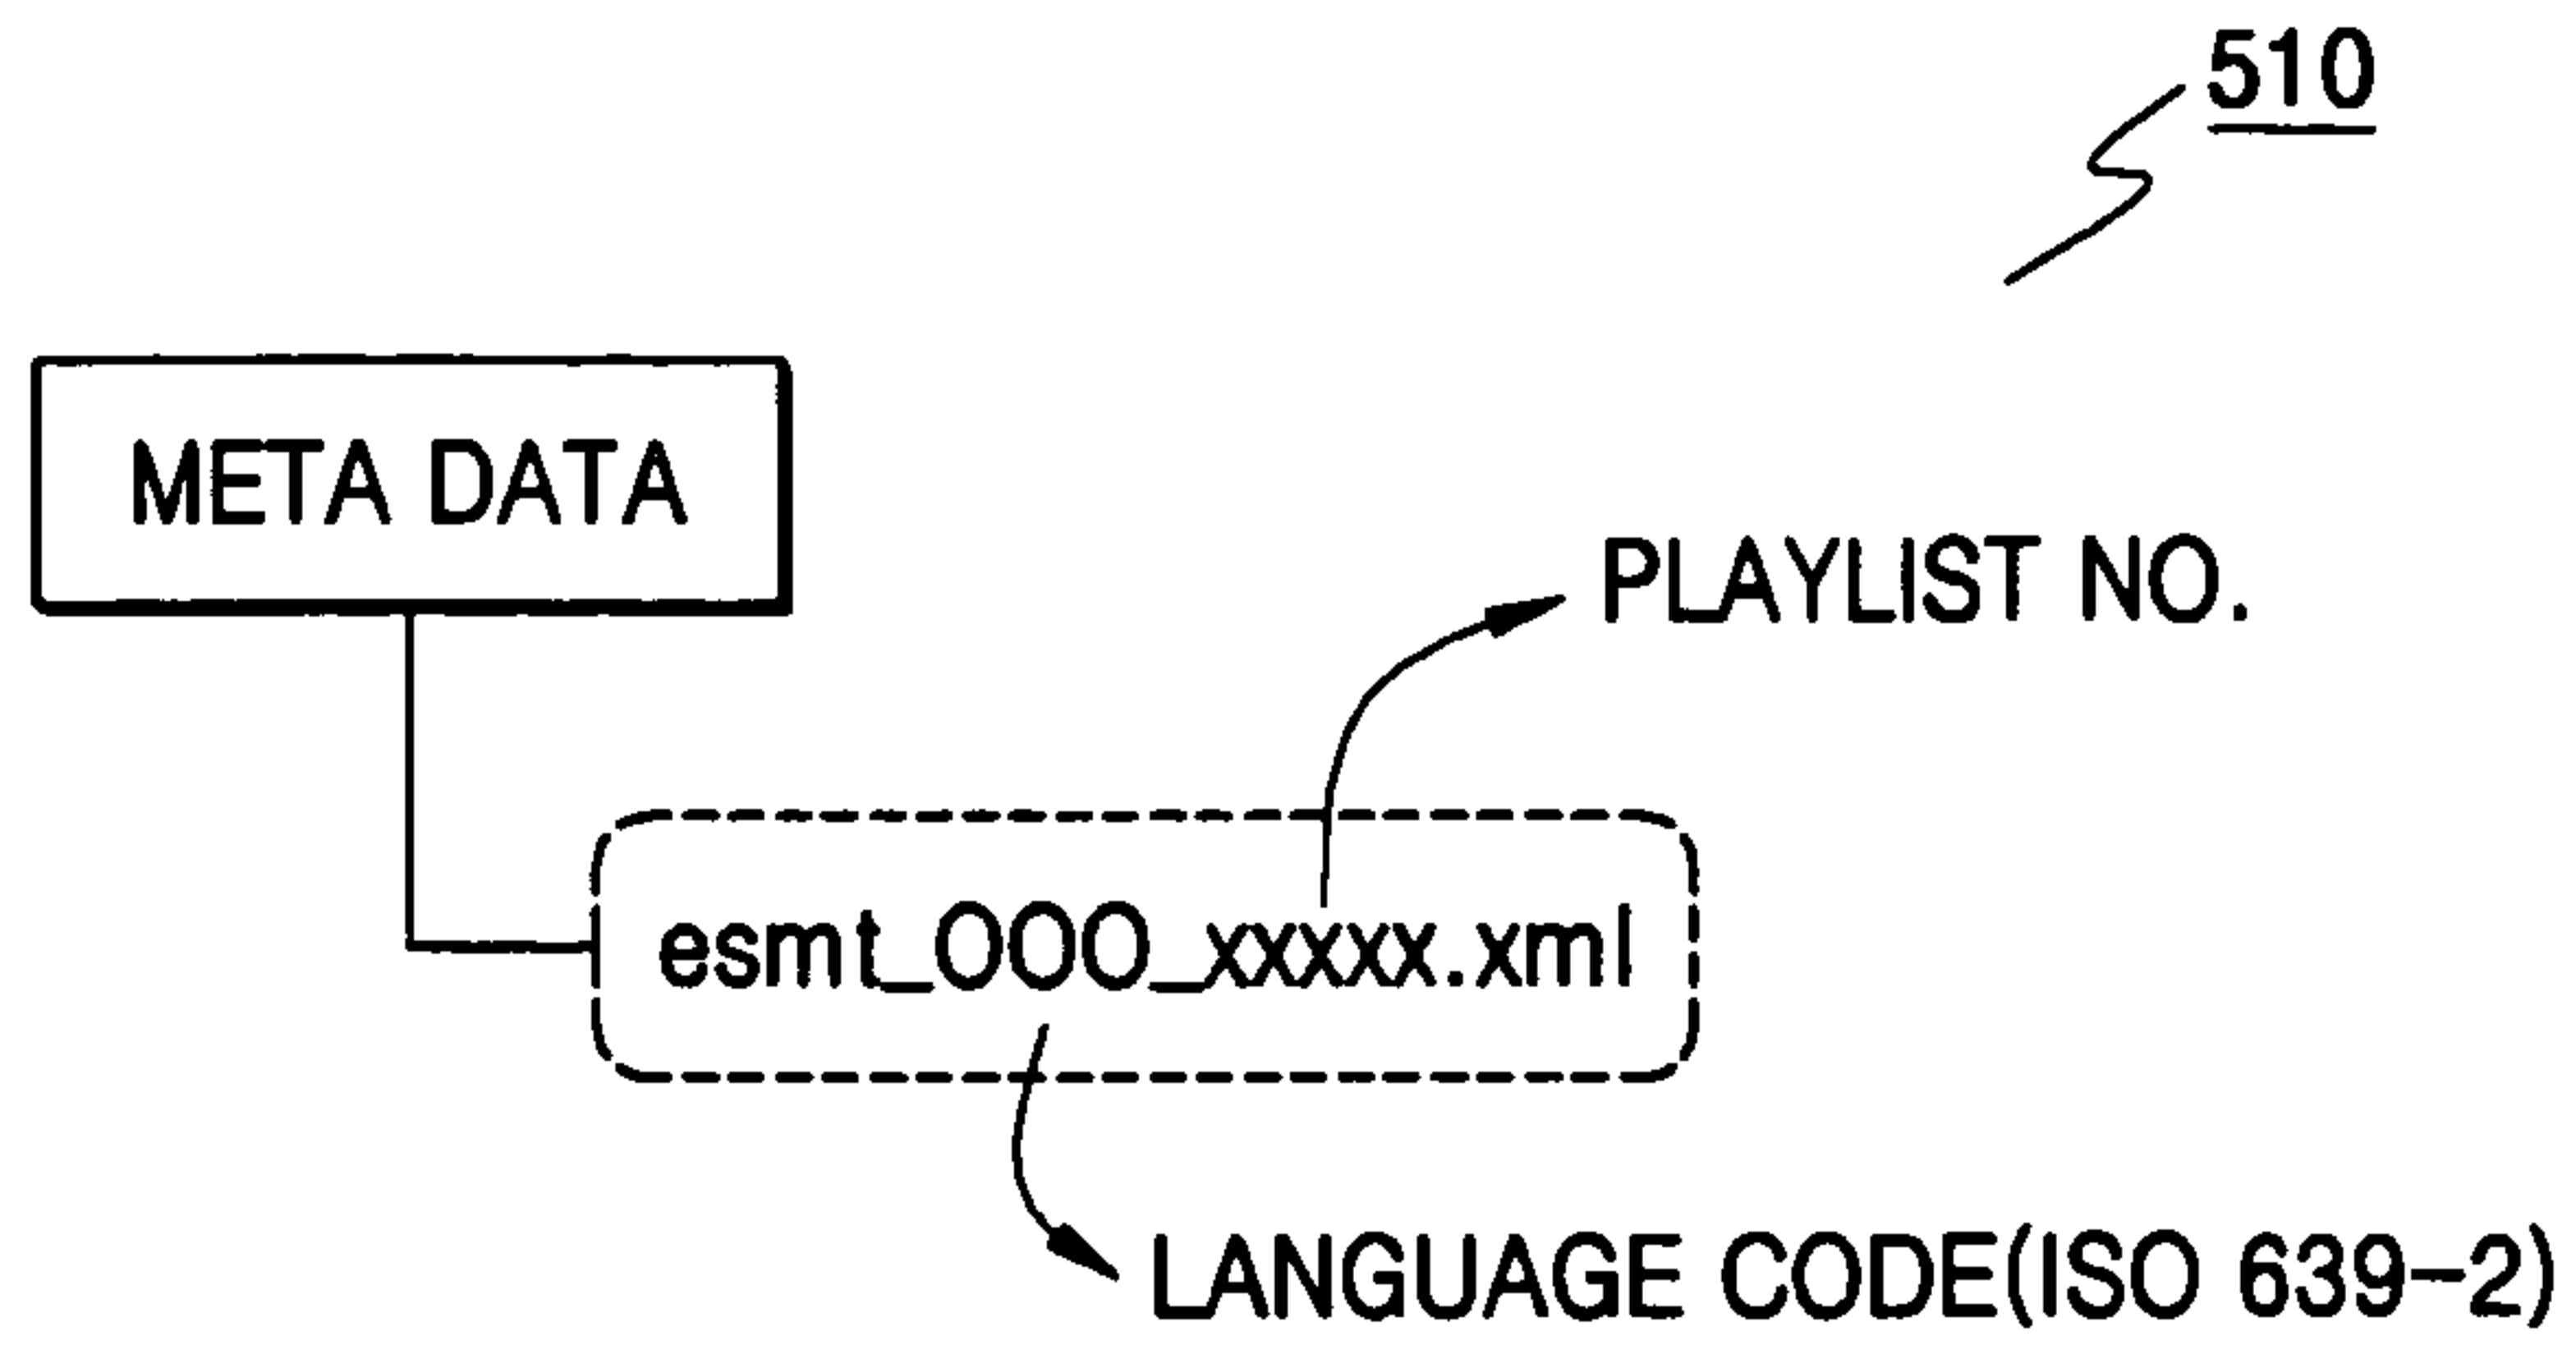 510
META DATA
PLAYLIST NO.
esmt_OOO_xxxxx.xml
LANGUAGE CODE(ISO 639-2)